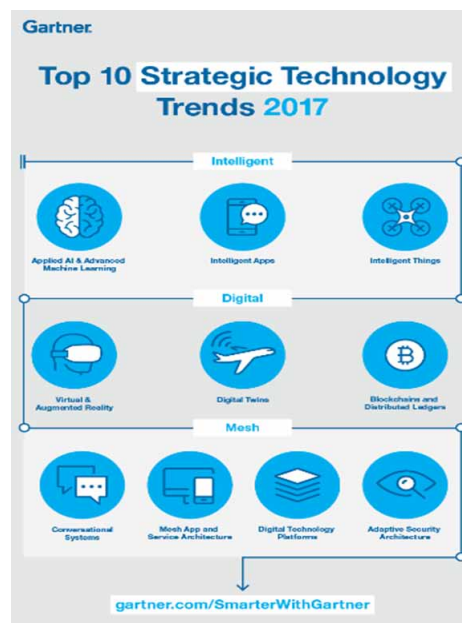 Gartner
Top 10 Strategic Technology
Trends 2017
Intelligent
Applied AI & Advanced
Machine Learning
Intelligent Apps
Intelligent Things
Digital
Virtual &
Augmented Reality
Digital Twins
Blockchains and
Distributed Ledgers
Mesh
Conversational
Systems
Mesh App and
Service Architecture
Digital Technology
Platforms
Adaptive Security
Architecture
gartner.com/SmarterWithGartner